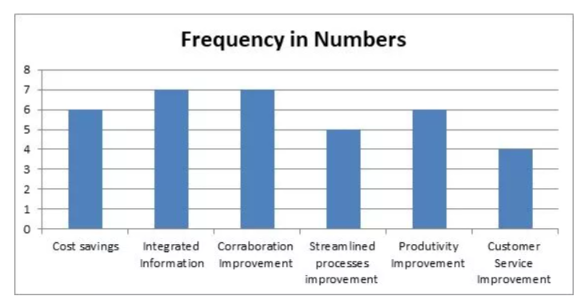 Frequency in Numbers
8
7
6
5
4
3
2
1
0
Cost savings
Integrated
Information
Corraboration
Improvement
Streamlined
processes
improvement
Produtivity
Improvement
Customer
Service
Improvement